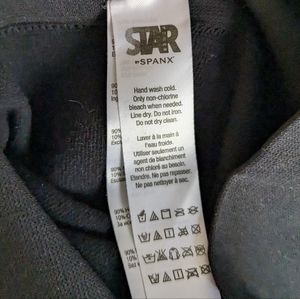 STAR
BY SPANX
Hand wash cold.
Only non-chlorine
bleach when needed.
Line dry. Do not iron.
Do not dry clean.
Laver à la main à
l'eau froide.
Utiliser seulement un
agent de blanchiment
non chloré au besoin.
Etendre. Ne pas repasser.
Ne pas nettoyer à sec.